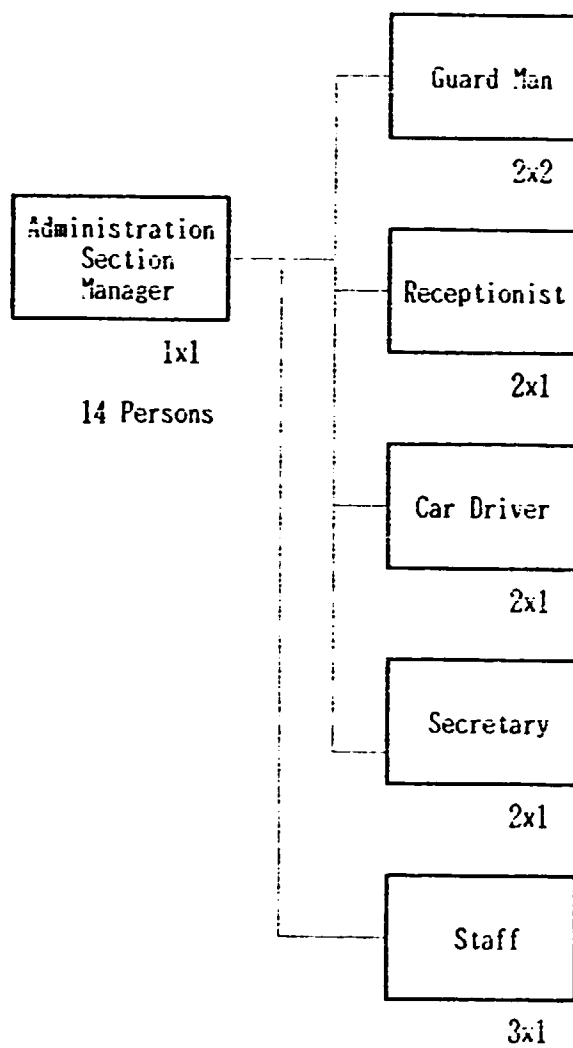 Guard Man
2x2
Administration
Section
Manager
1x1
14 Persons
Receptionist
2x1
Car Driver
2x1
Secretary
2x1
Staff
3x1